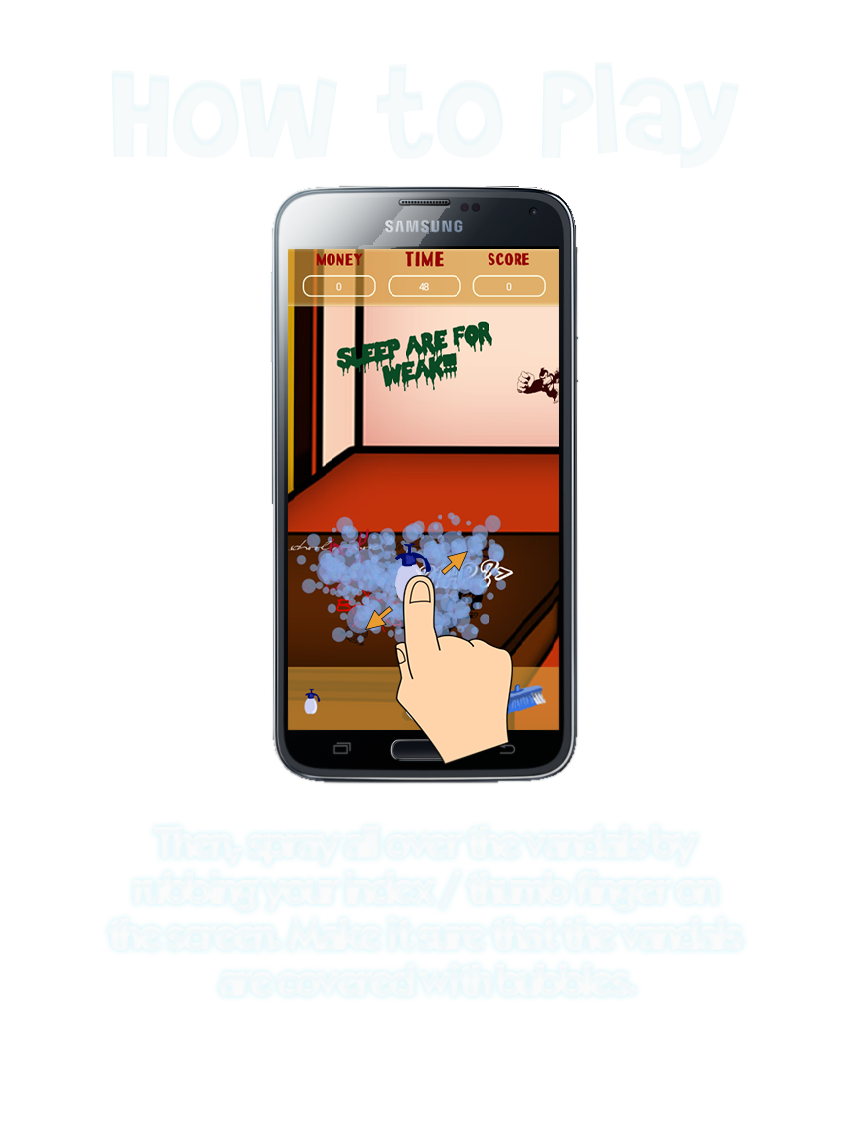 How to Play
SAMSUNG
MONEY TIME SCORE
0 48 0
SLEEP ARE FOR
WEAK!!!
Then, spray all over the vandals by
rubbing your index / thumb finger on
the screen. Make it sure that the vandals
are covered with bubbles.